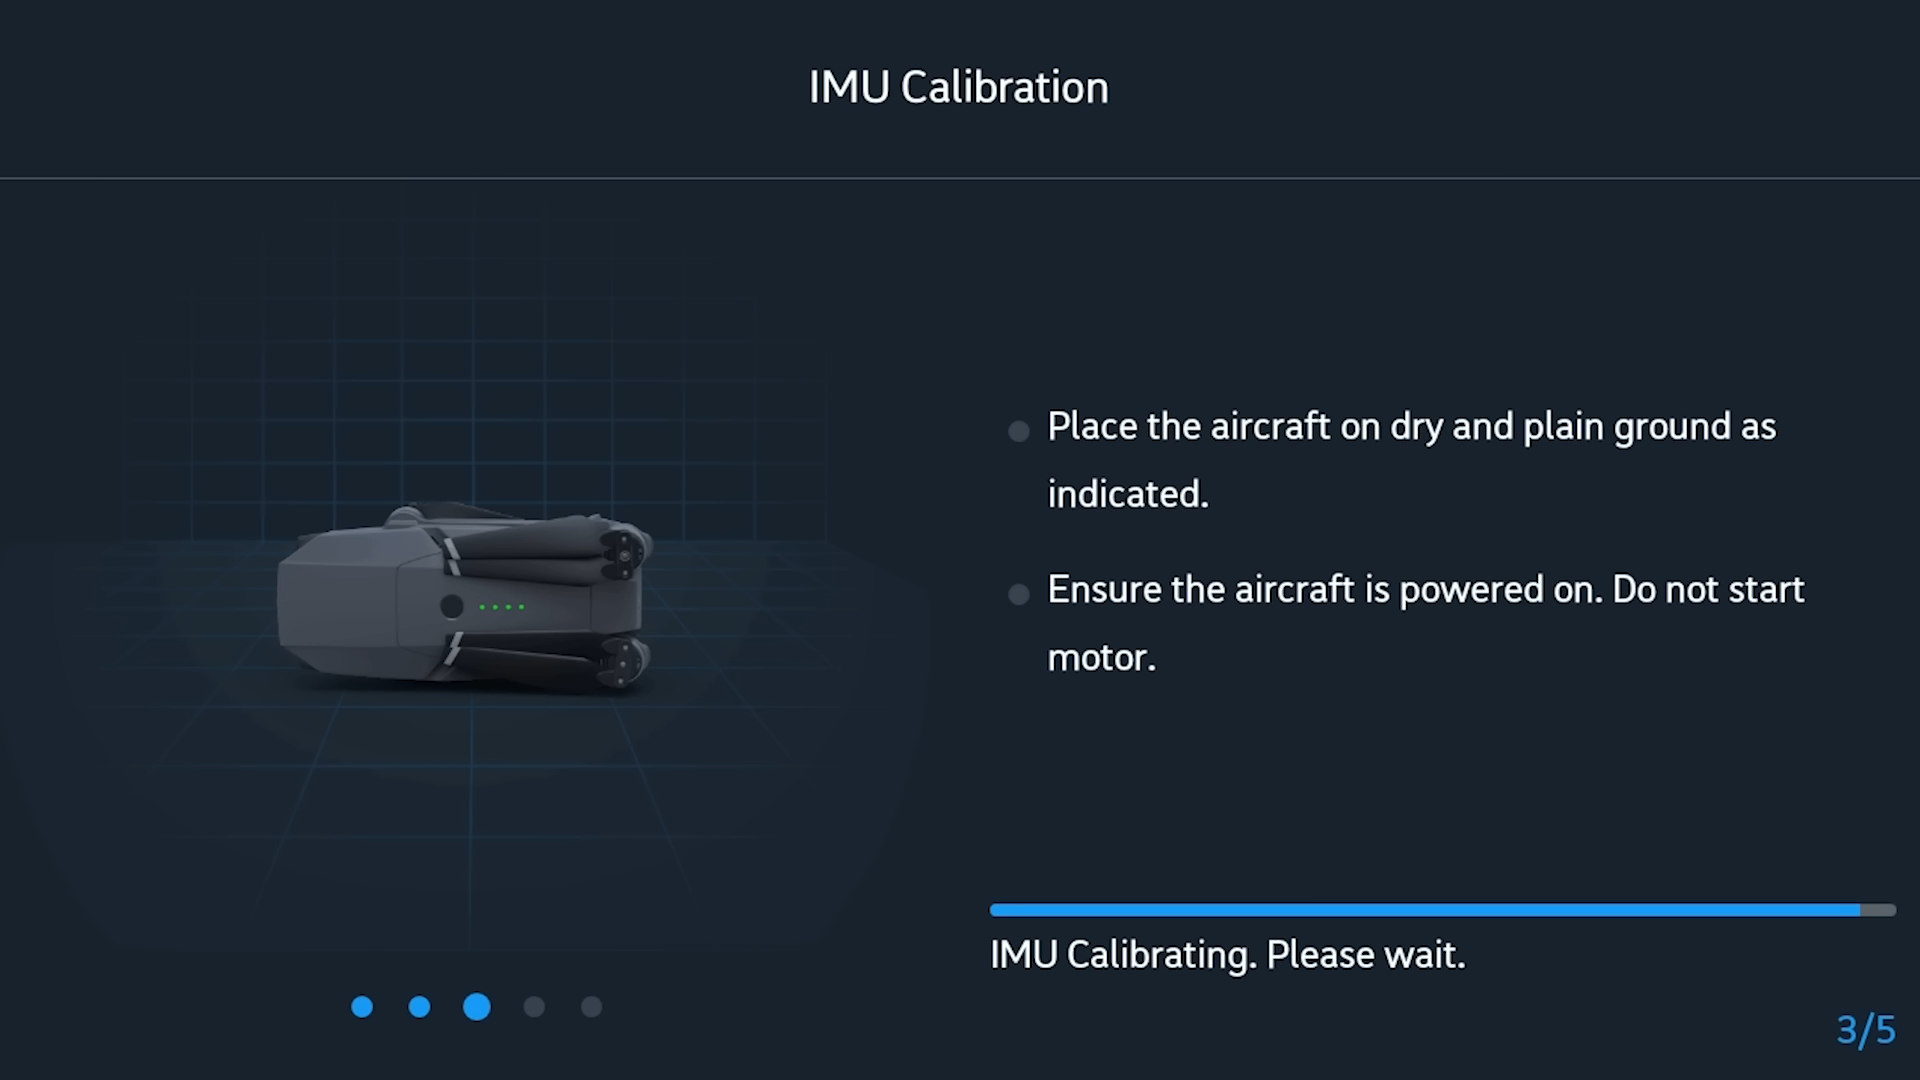 IMU Calibration
Place the aircraft on dry and plain ground as
indicated.
Ensure the aircraft is powered on. Do not start
motor.
IMU Calibrating. Please wait.
3/5